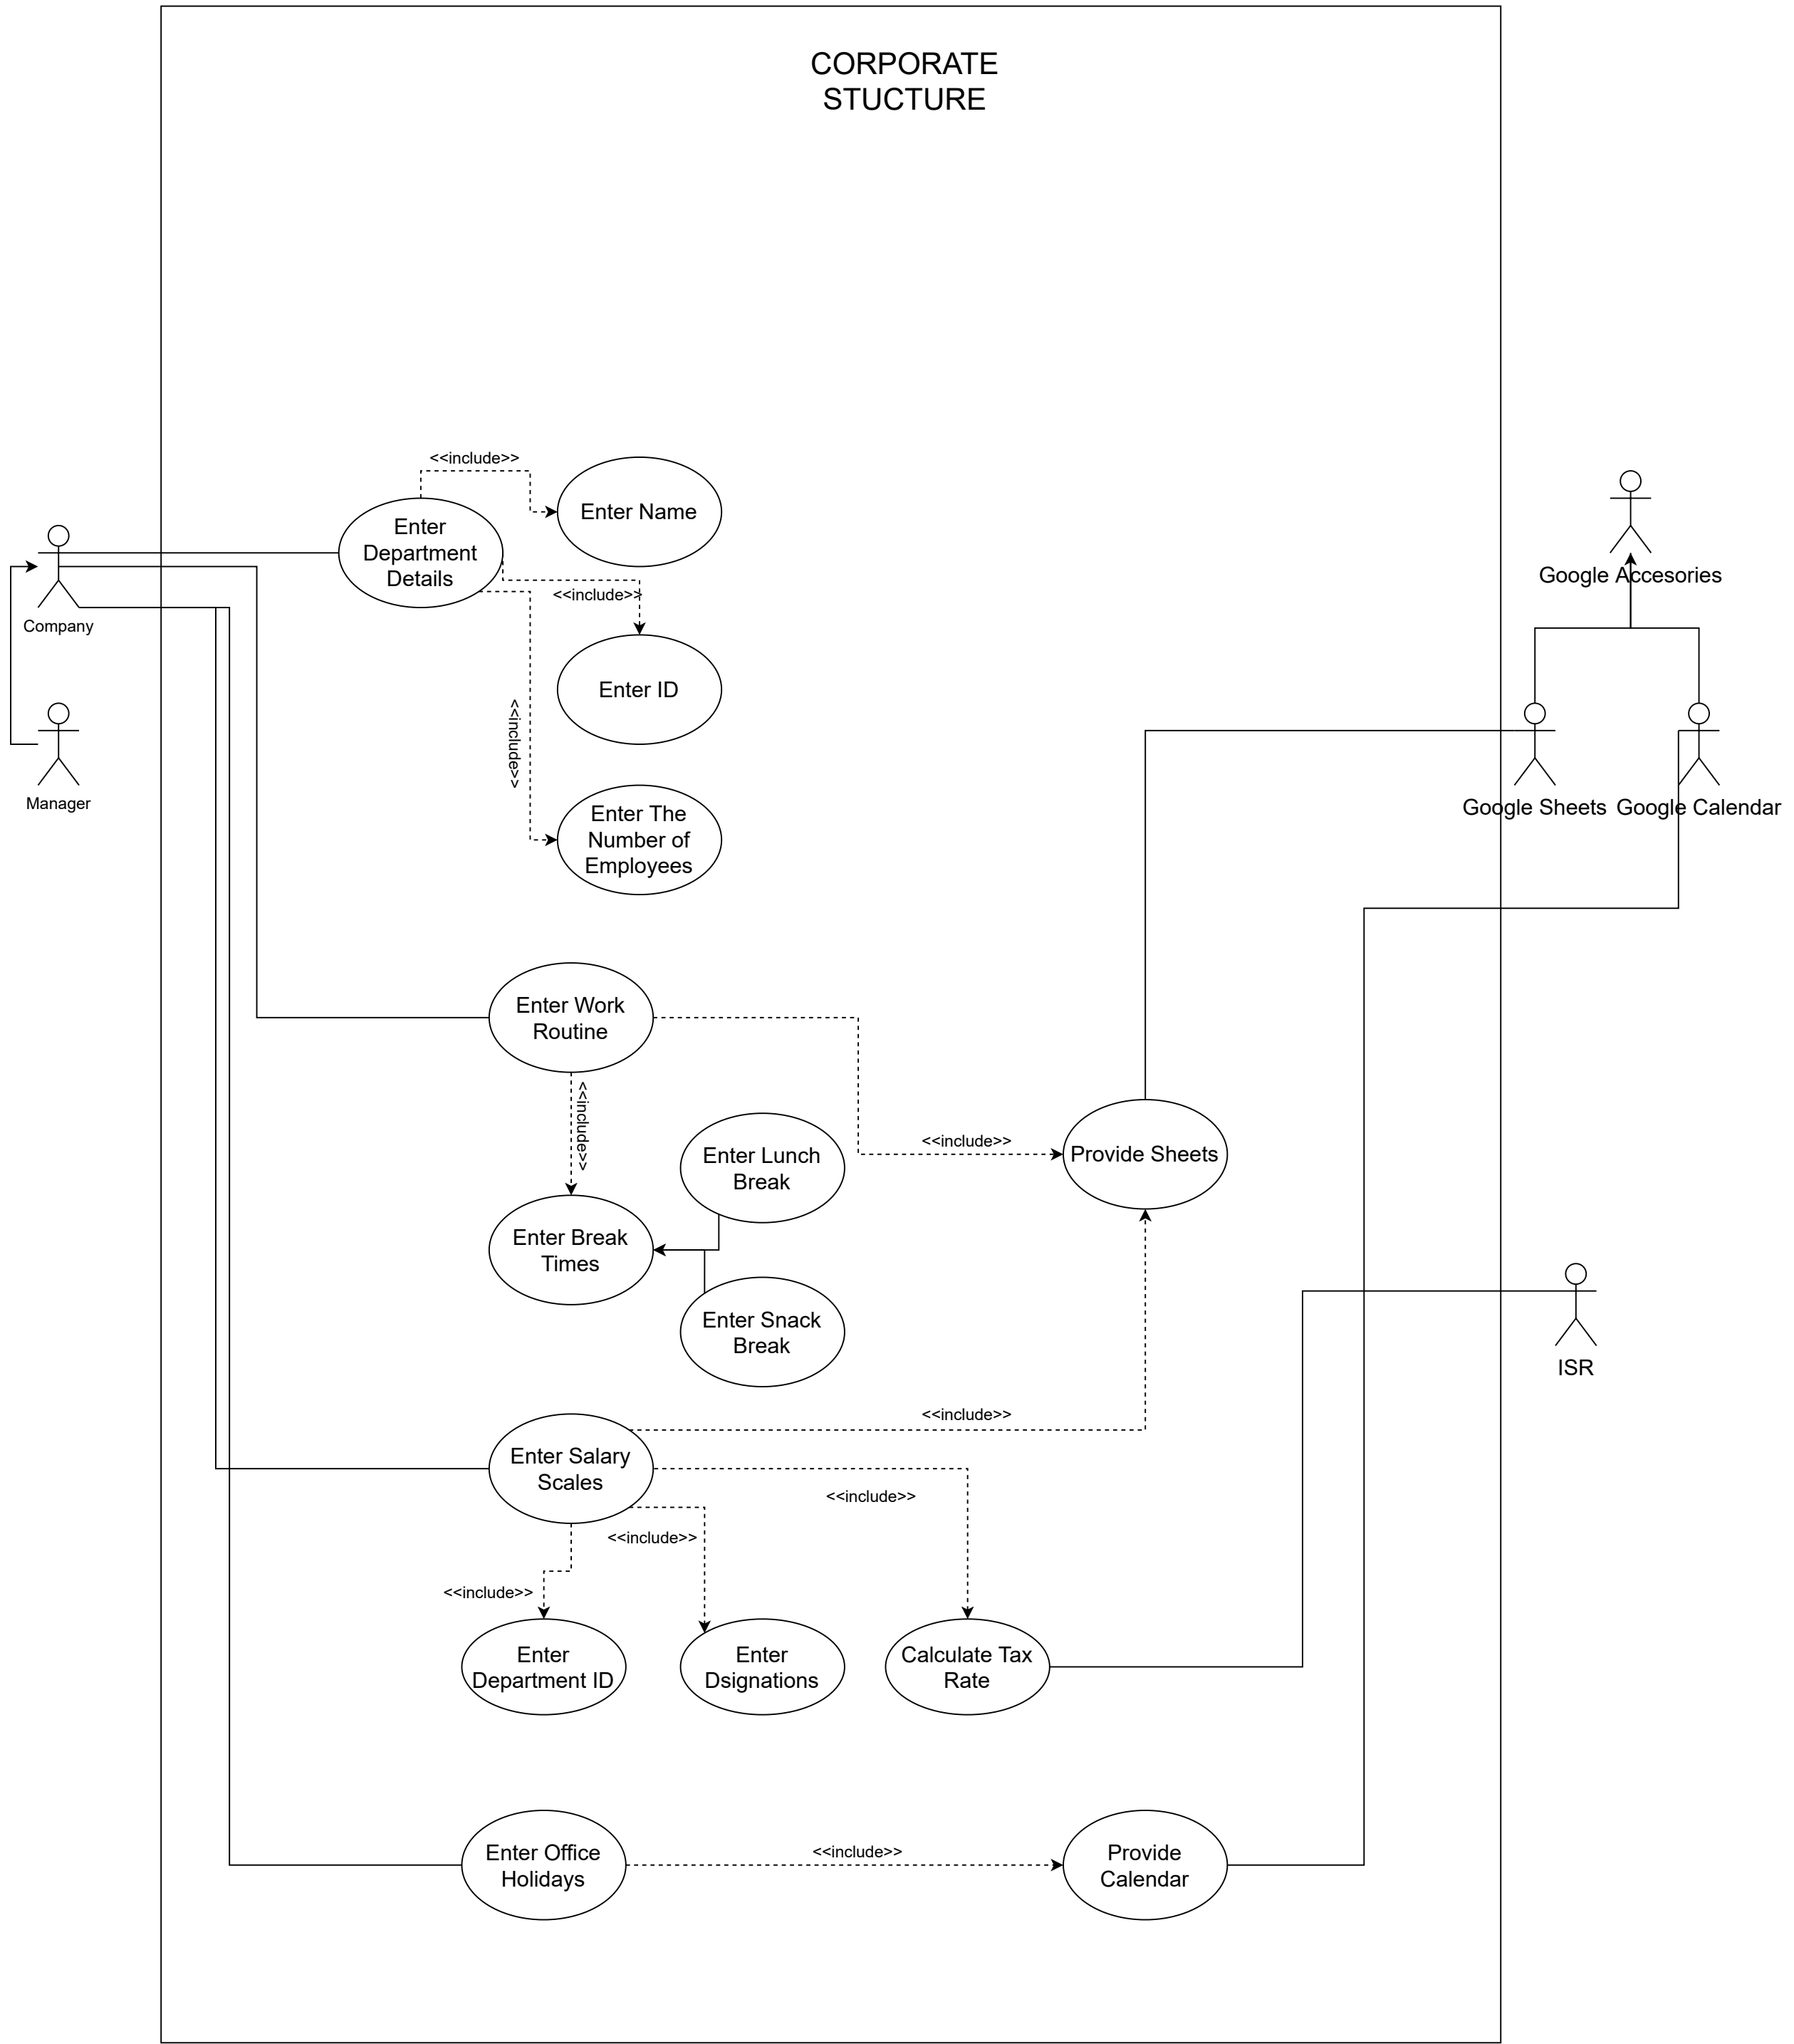 CORPORATE
STUCTURE
<<include>>
Enter Name
Enter
Department
Details
Company
<<include>>
Enter ID
<<include>>
Manager
Enter The
Number of
Employees
Google Accesories
Google Sheets
Google Calendar
Enter Work
Routine
<<include>>
<<include>>
Provide Sheets
Enter Lunch
Break
Enter Break
Times
Enter Snack
Break
ISR
<<include>>
Enter Salary
Scales
<<include>>
<<include>>
<<include>>
Enter
Department ID
Enter
Dsignations
Calculate Tax
Rate
Enter Office
Holidays
<<include>>
Provide
Calendar